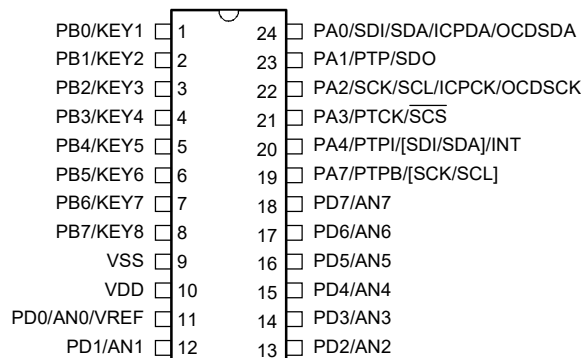 PB0/KEY1 1 24 PA0/SDI/SDA/ICPDA/OCDSDA
PB1/KEY2 2 23 PA1/PTP/SDO
PB2/KEY3 3 22 PA2/SCK/SCL/ICPCK/OCDSCK
PB3/KEY4 4 21 PA3/PTCK/SCS
PB4/KEY5 5 20 PA4/PTPI/[SDI/SDA]/INT
PB5/KEY6 6 19 PA7/PTPB/[SCK/SCL]
PB6/KEY7 7 18 PD7/AN7
PB7/KEY8 8 17 PD6/AN6
VSS 9 16 PD5/AN5
VDD 10 15 PD4/AN4
PD0/AN0/VREF 11 14 PD3/AN3
PD1/AN1 12 13 PD2/AN2